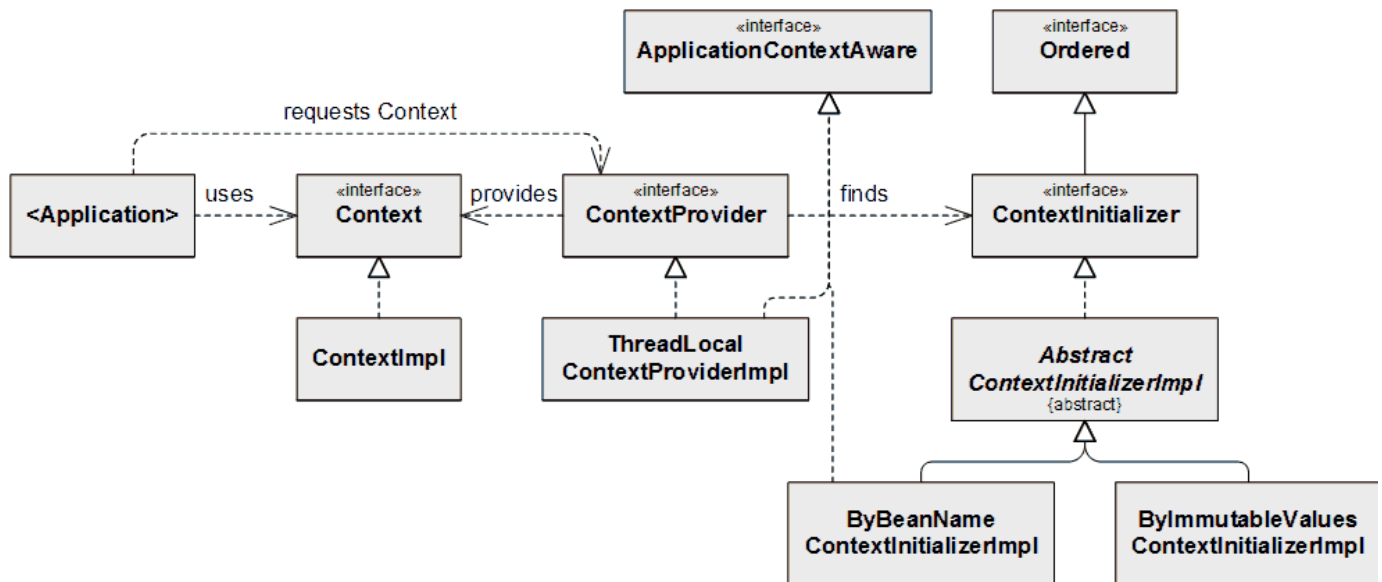 «interface»
ApplicationContextAware
«interface»
Ordered
requests Context
<Application>
uses
«interface»
Context
provides
«interface»
ContextProvider
finds
«interface»
ContextInitializer
ContextImpl
ThreadLocal
ContextProviderImpl
Abstract
ContextInitializerImpl
{abstract}
ByBeanName
ContextInitializerImpl
ByImmutableValues
ContextInitializerImpl